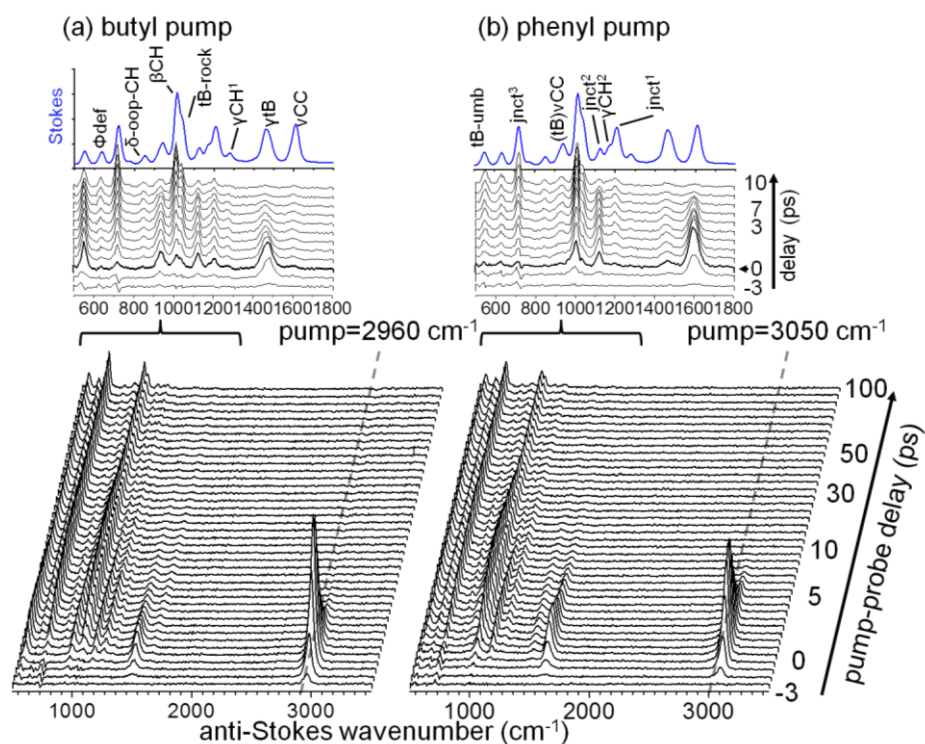 (a) butyl pump
(b) phenyl pump
Stokes
Φdef
δ-oop-CH
βCH
tB-rock
γCH¹
γtB
νCC
tB-umb
jnct³
(tB)νCC
jnct²
γCH²
jnct¹
10
7
3
0
-3
delay (ps)
600 800 1000 1200 1400 1600 1800
600 800 1000 1200 1400 1600 1800
pump=2960 cm⁻¹
pump=3050 cm⁻¹
100
50
30
10
5
0
-3
pump-probe delay (ps)
1000 2000 3000
1000 2000 3000
anti-Stokes wavenumber (cm⁻¹)